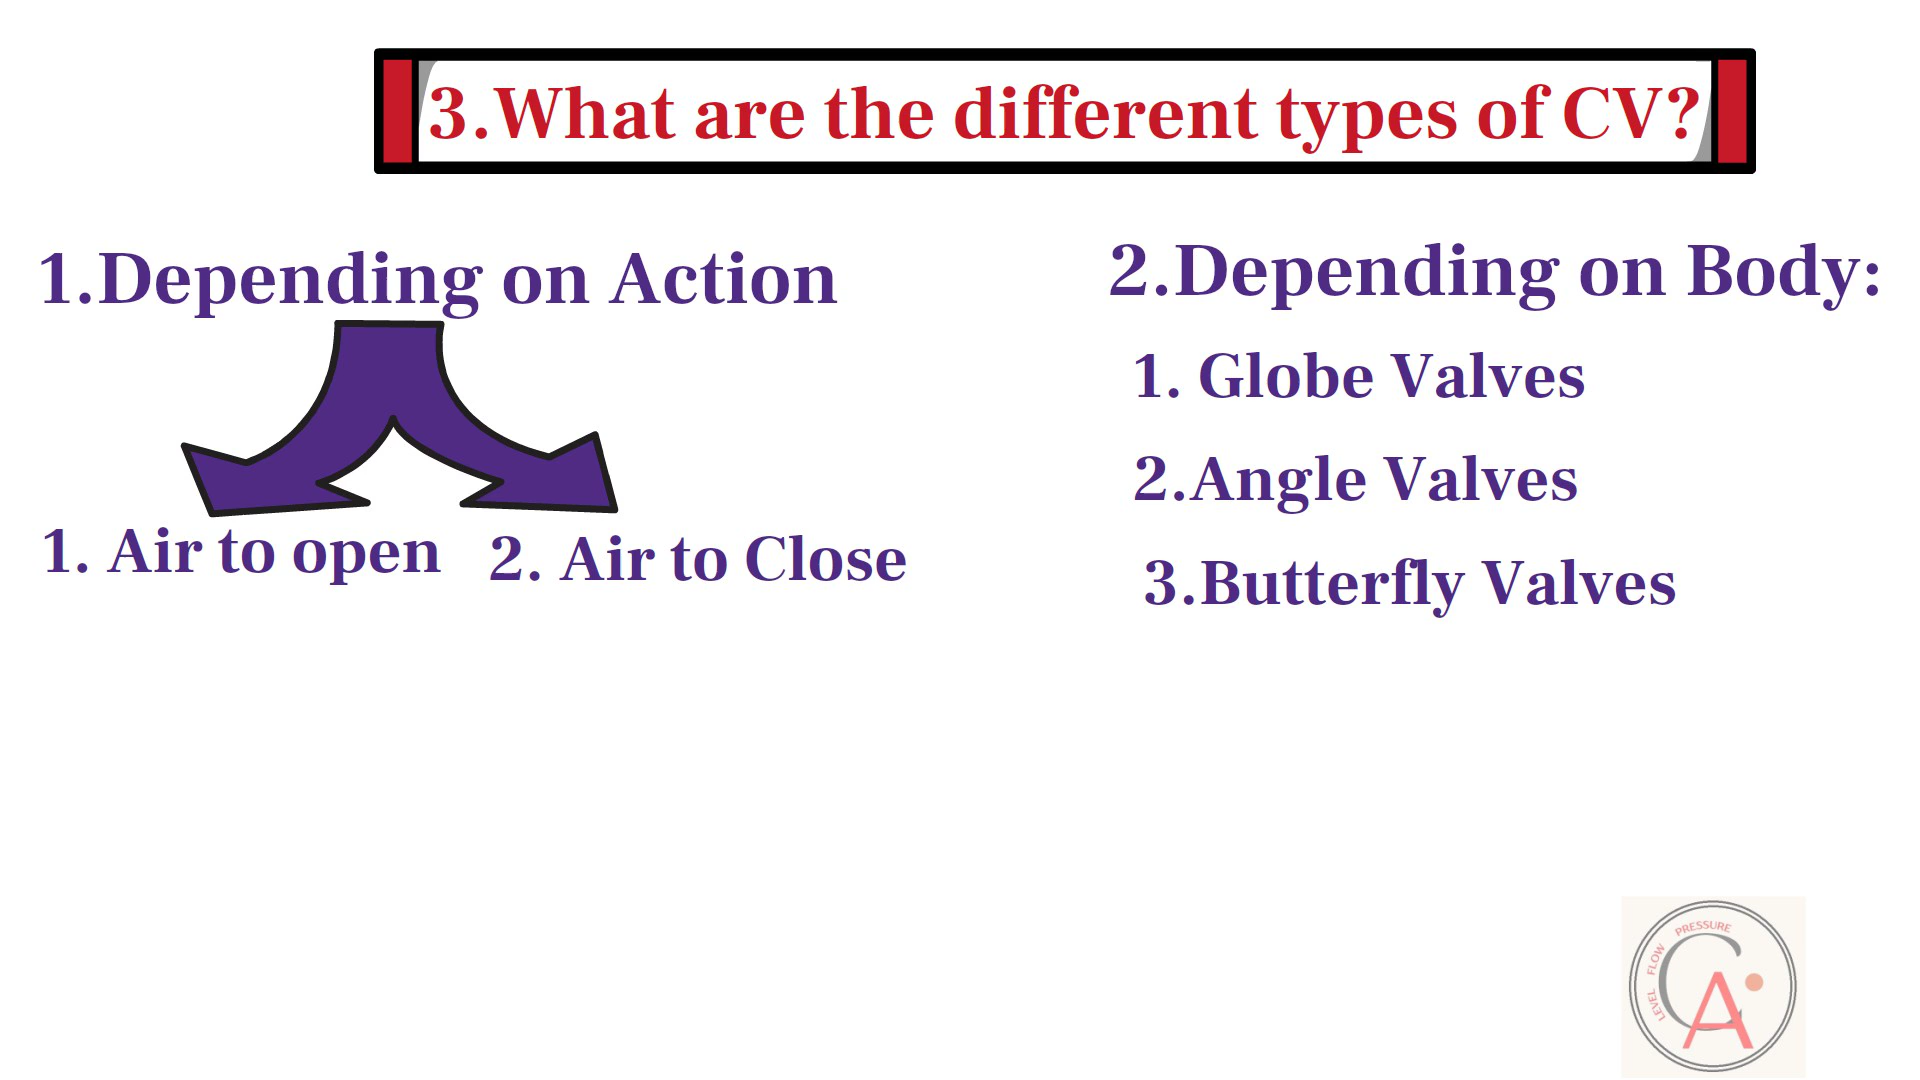 3.What are the different types of CV?
1.Depending on Action
1. Air to open
2. Air to Close
2.Depending on Body:
1. Globe Valves
2.Angle Valves
3.Butterfly Valves
LEVEL FLOW PRESSURE
CA